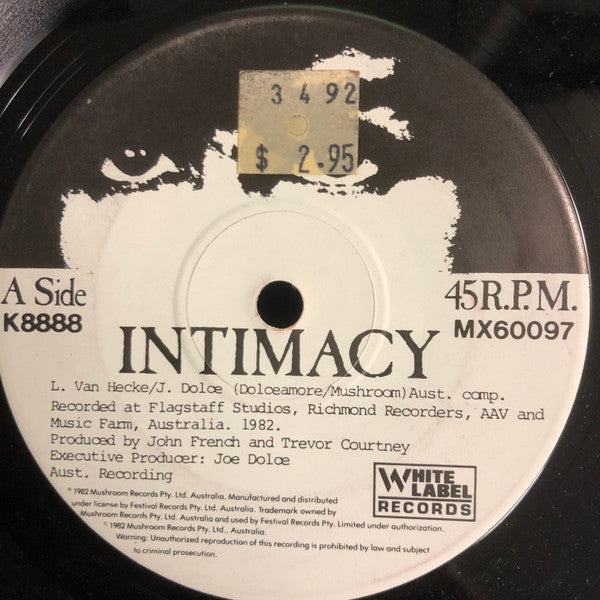 3 4 92
$ 2.95
A Side
45R.P.M.
K8888
MX60097
INTIMACY
L. Van Hecke/J. Dolce (Dolceamore/Mushroom)Aust. comp.
Recorded at Flagstaff Studios, Richmond Recorders, AAV and
Music Farm, Australia. 1982.
Produced by John French and Trevor Courtney
Executive Producer: Joe Dolce
Aust. Recording
WHITE
LABEL
RECORDS
℗ 1982 Mushroom Records Pty. Ltd. Australia. Manufactured and distributed
under license by Festival Records Pty. Ltd. Australia. Trademark owned by
Mushroom Records Pty. Ltd. Australia and used by Festival Records Pty. Limited under authorization.
℗ 1982 Mushroom Records Pty. Ltd., Australia.
Warning: Unauthorized reproduction of this recording is prohibited by law and subject
to criminal prosecution.